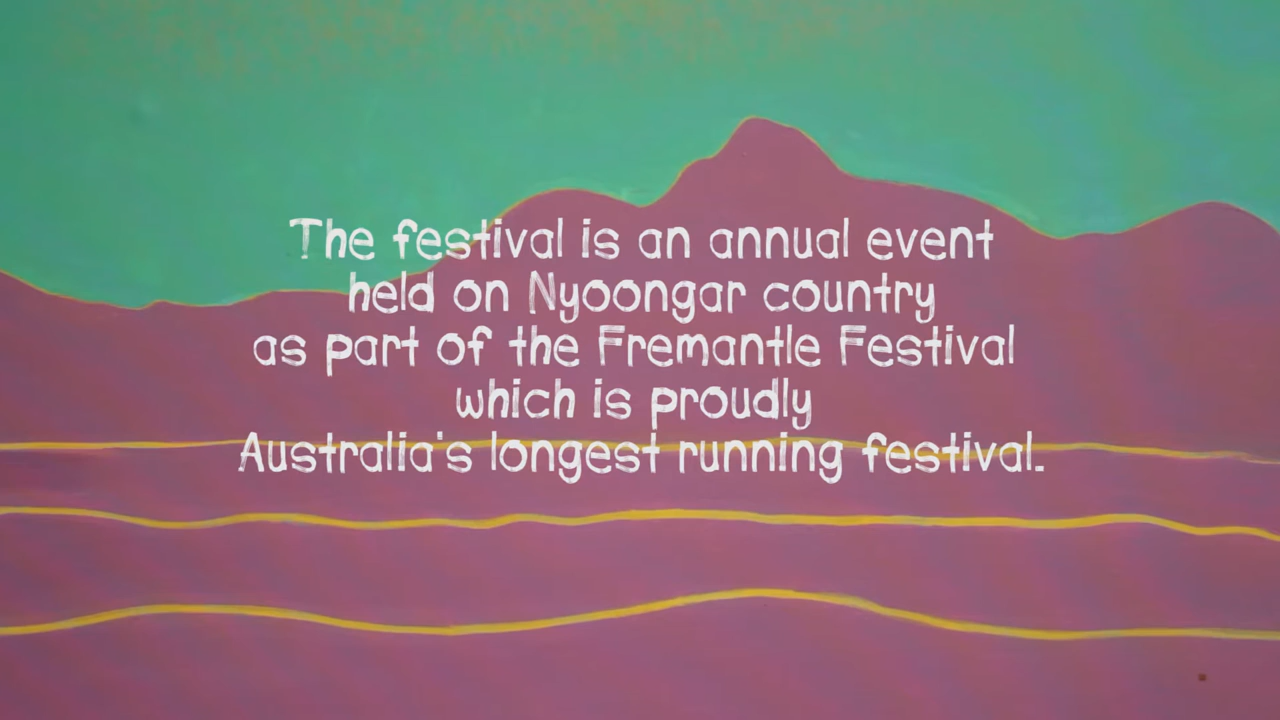 The festival is an annual event
held on Nyoongar country
as part of the Fremantle Festival
which is proudly
Australia's longest running festival.